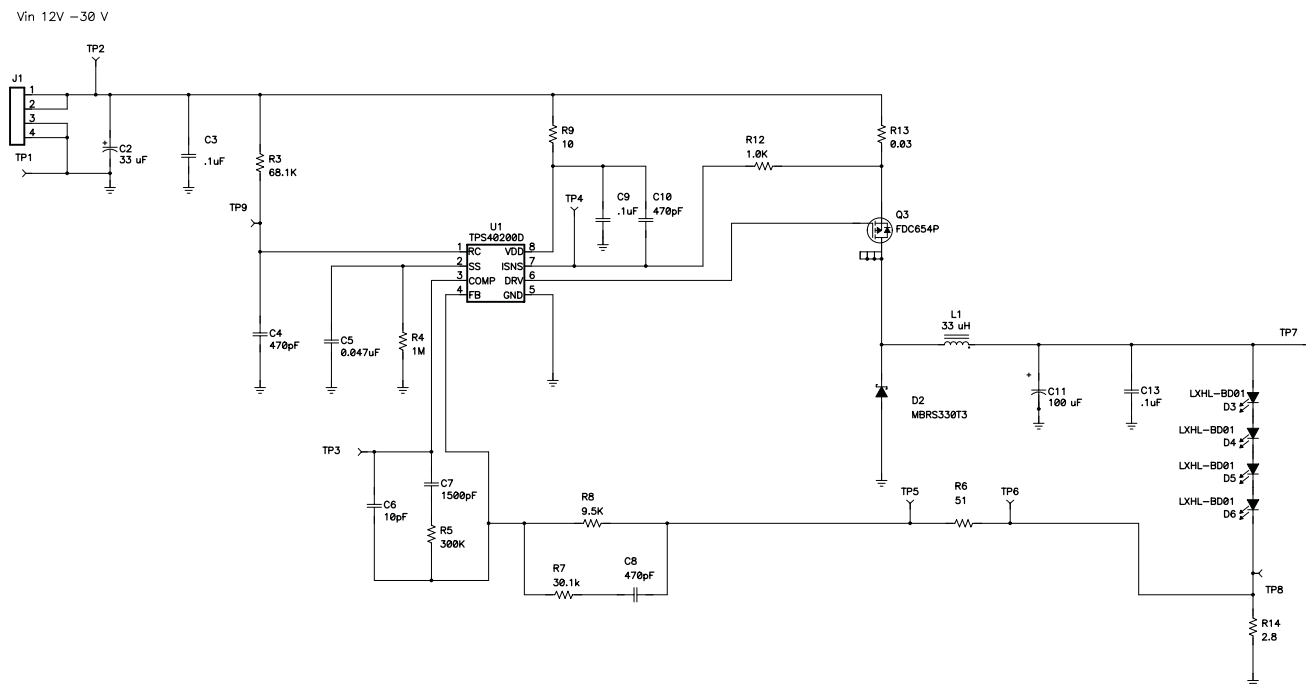 Vin 12V –30 V
TP2
J1
1
2
3
4
TP1
C2
33 uF
C3
.1uF
R3
68.1K
R9
10
R12
1.0K
R13
0.03
TP9
C9
.1uF
TP4
C10
470pF
Q3
FDC654P
U1
TPS40200D
1 RC VDD 8
2 SS ISNS 7
3 COMP DRV 6
4 FB GND 5
C4
470pF
C5
0.047uF
R4
1M
L1
33 uH
TP7
D2
MBRS330T3
+
C11
100 uF
C13
.1uF
LXHL-BD01
D3
LXHL-BD01
D4
LXHL-BD01
D5
LXHL-BD01
D6
TP3
C6
10pF
C7
1500pF
R5
300K
R8
9.5K
R7
30.1k
C8
470pF
TP5
R6
51
TP6
TP8
R14
2.8